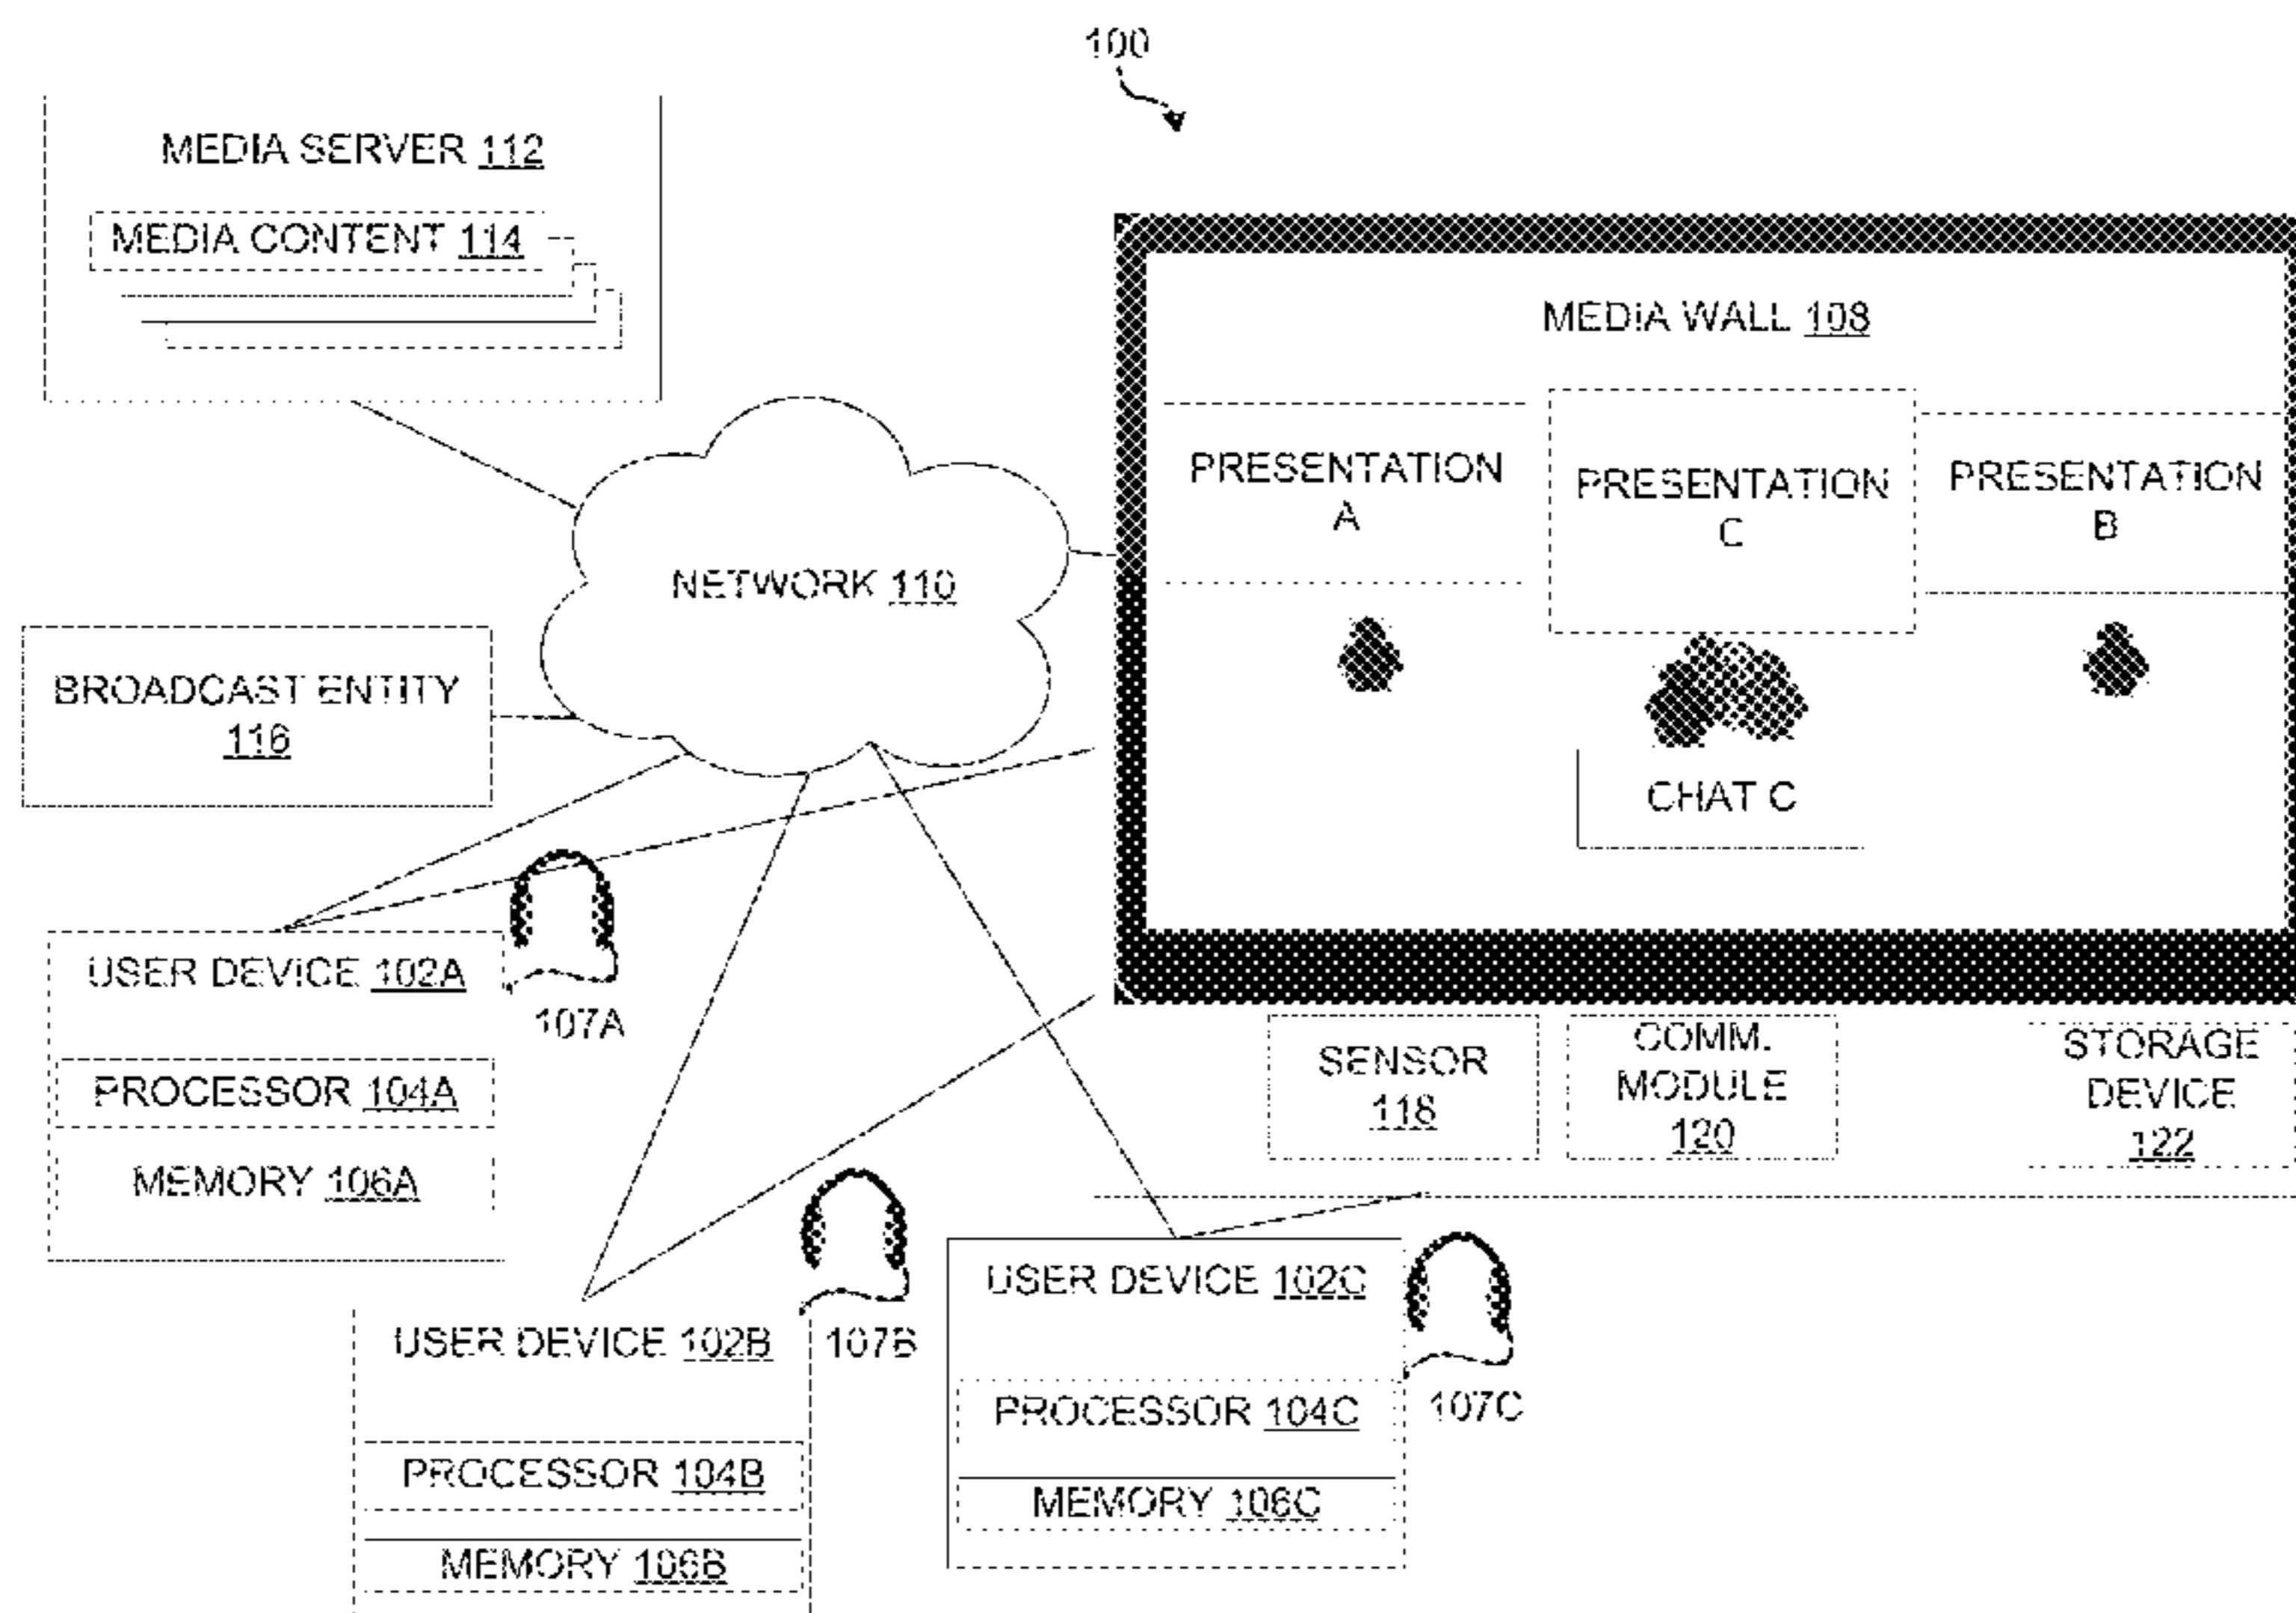 100
MEDIA SERVER 112
MEDIA CONTENT 114
MEDIA WALL 108
PRESENTATION
A
PRESENTATION
C
PRESENTATION
B
NETWORK 110
BROADCAST ENTITY
116
CHAT C
USER DEVICE 102A
107A
PROCESSOR 104A
MEMORY 106A
SENSOR
118
COMM.
MODULE
120
STORAGE
DEVICE
122
USER DEVICE 102B
107B
PROCESSOR 104B
MEMORY 106B
USER DEVICE 102C
107C
PROCESSOR 104C
MEMORY 106C